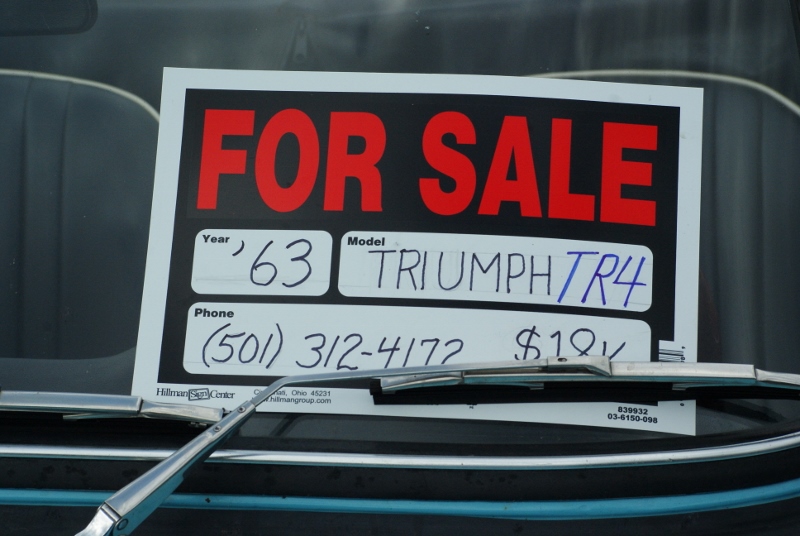 FOR SALE
Year Model
'63 TRIUMPH TR4
Phone
(501) 312-4172 $18K
Hillman Sign Center
Ohio 45231
.hillmangroup.com
839932
03-6150-098